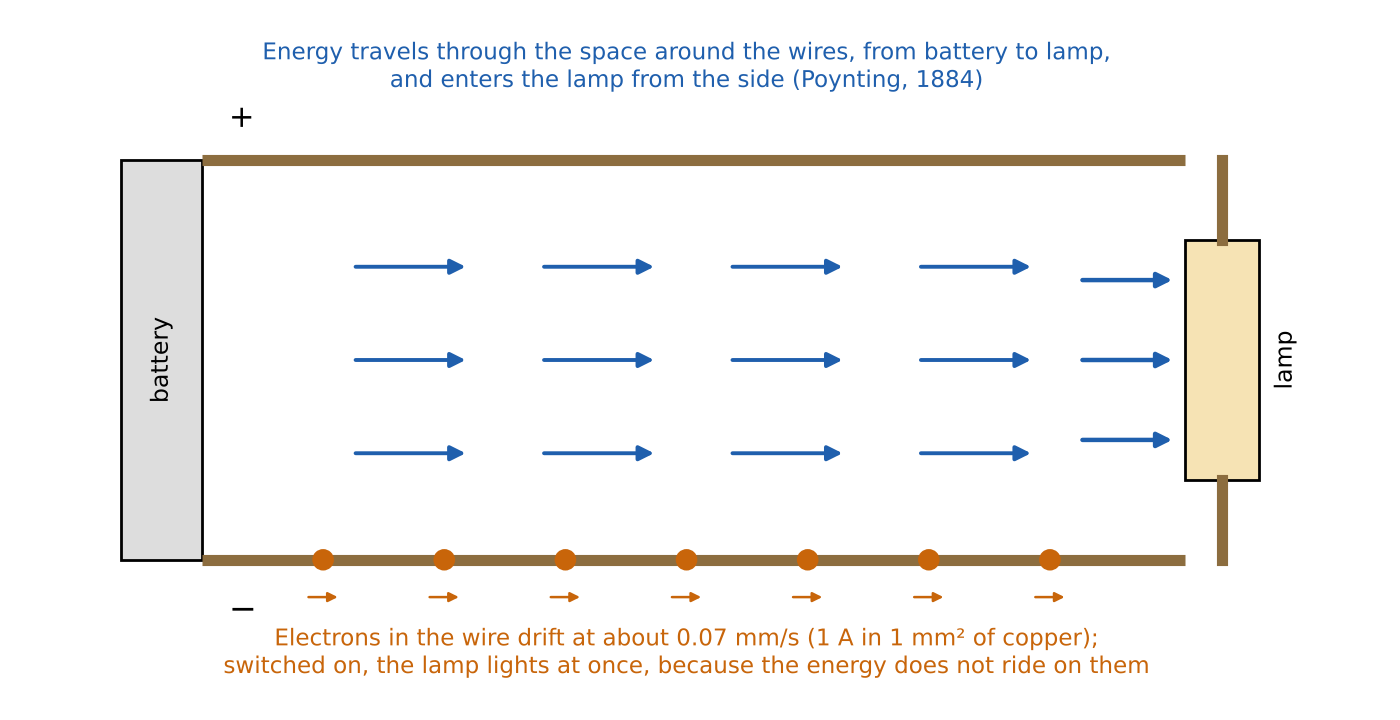 Energy travels through the space around the wires, from battery to lamp,
and enters the lamp from the side (Poynting, 1884)
+
battery
lamp
−
Electrons in the wire drift at about 0.07 mm/s (1 A in 1 mm² of copper);
switched on, the lamp lights at once, because the energy does not ride on them